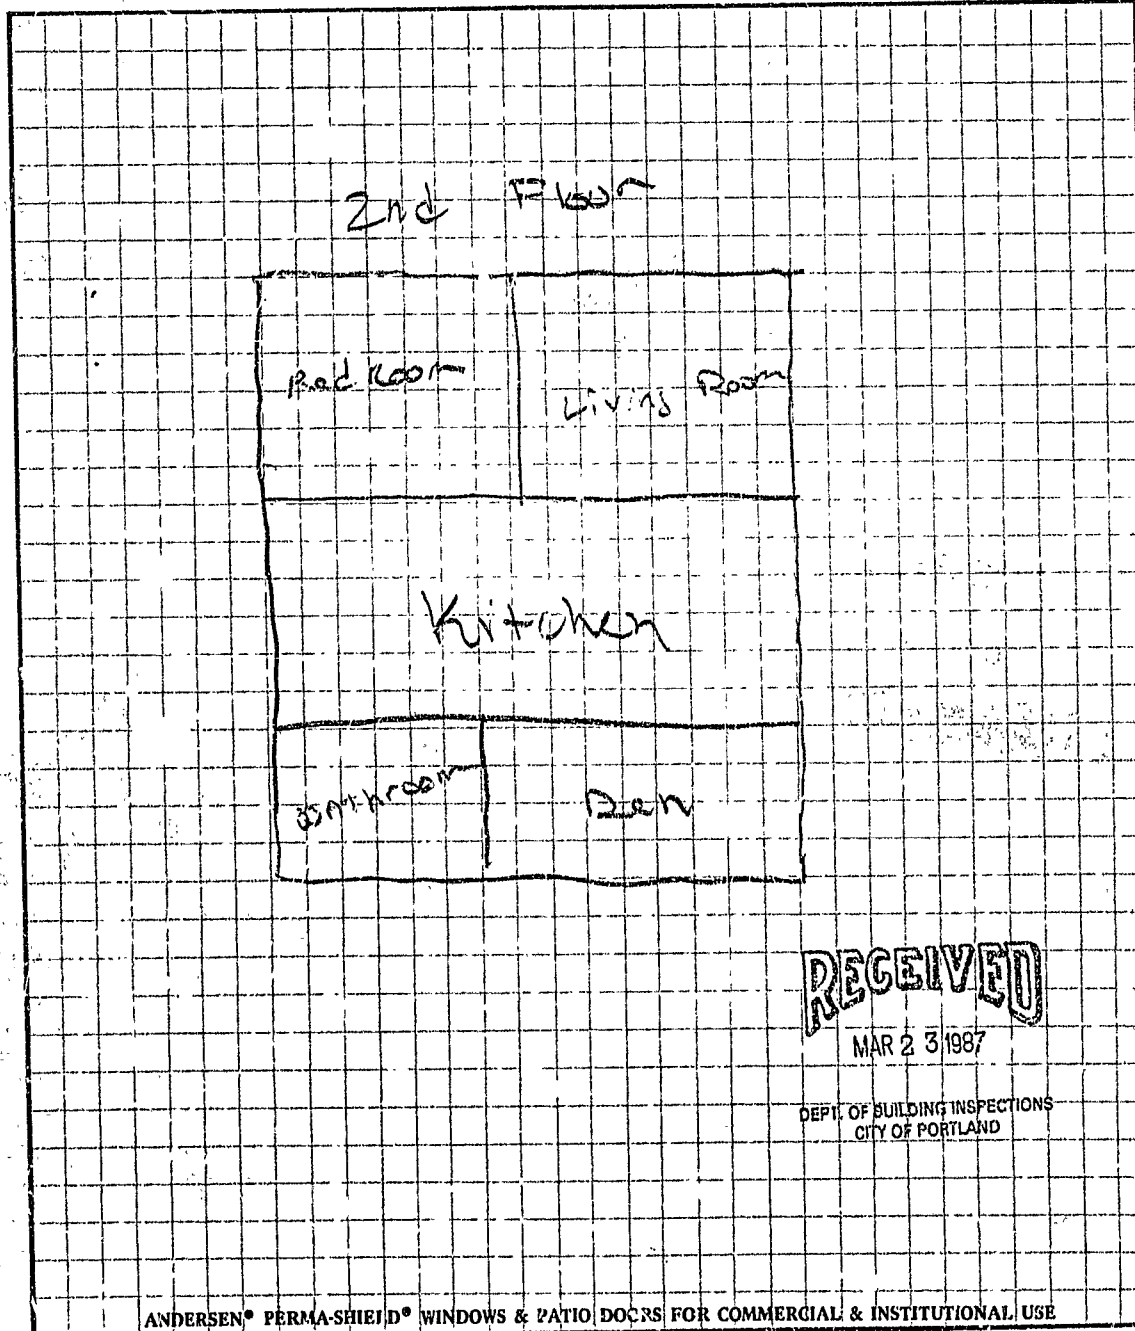 2nd Floor
Bed Room
Living Room
Kitchen
Bathroom
Den
RECEIVED
MAR 23 1987
DEPT. OF BUILDING INSPECTIONS
CITY OF PORTLAND
ANDERSEN® PERMA-SHIELD® WINDOWS & PATIO DOORS FOR COMMERCIAL & INSTITUTIONAL USE